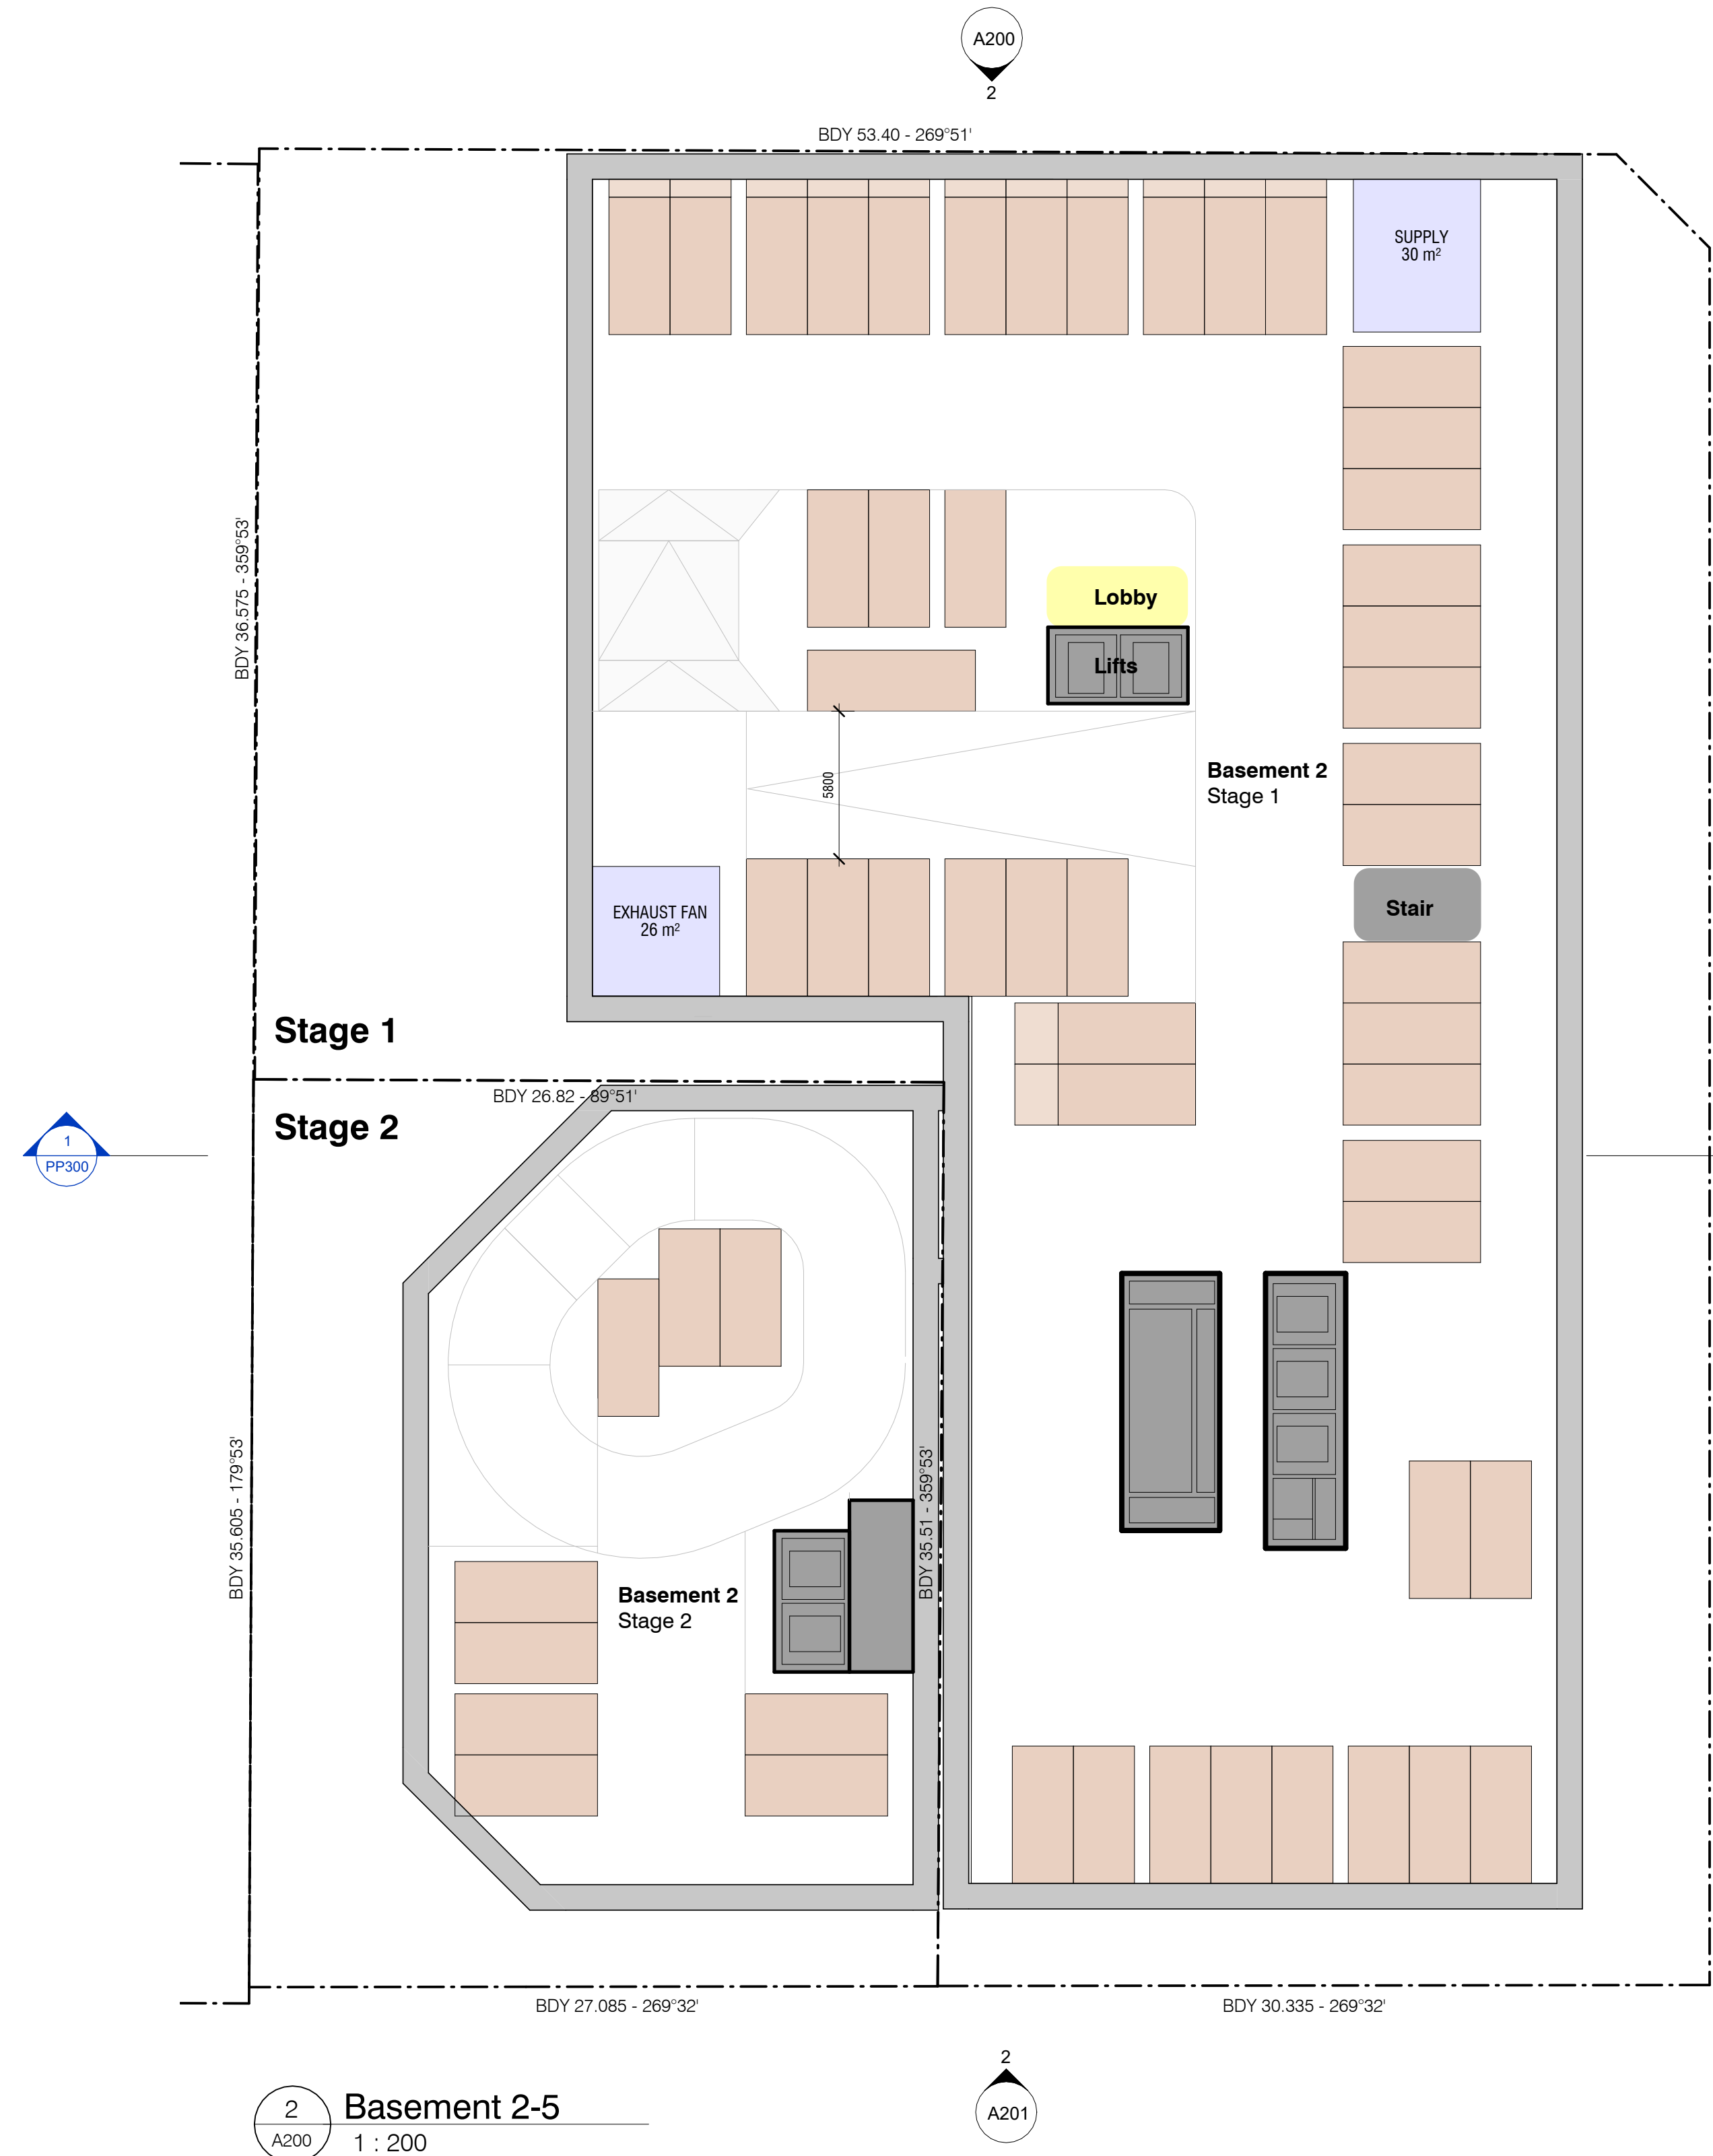 A200
2
BDY 53.40 - 269°51'
SUPPLY
30 m²
BDY 36.575 - 359°53'
Lobby
Lifts
Basement 2
Stage 1
5800
Stair
EXHAUST FAN
26 m²
Stage 1
BDY 26.82 - 89°51'
Stage 2
1
PP300
BDY 35.605 - 179°53'
BDY 35.51 - 359°53'
Basement 2
Stage 2
BDY 27.085 - 269°32'
BDY 30.335 - 269°32'
2
A201
2
A200
Basement 2-5
1 : 200